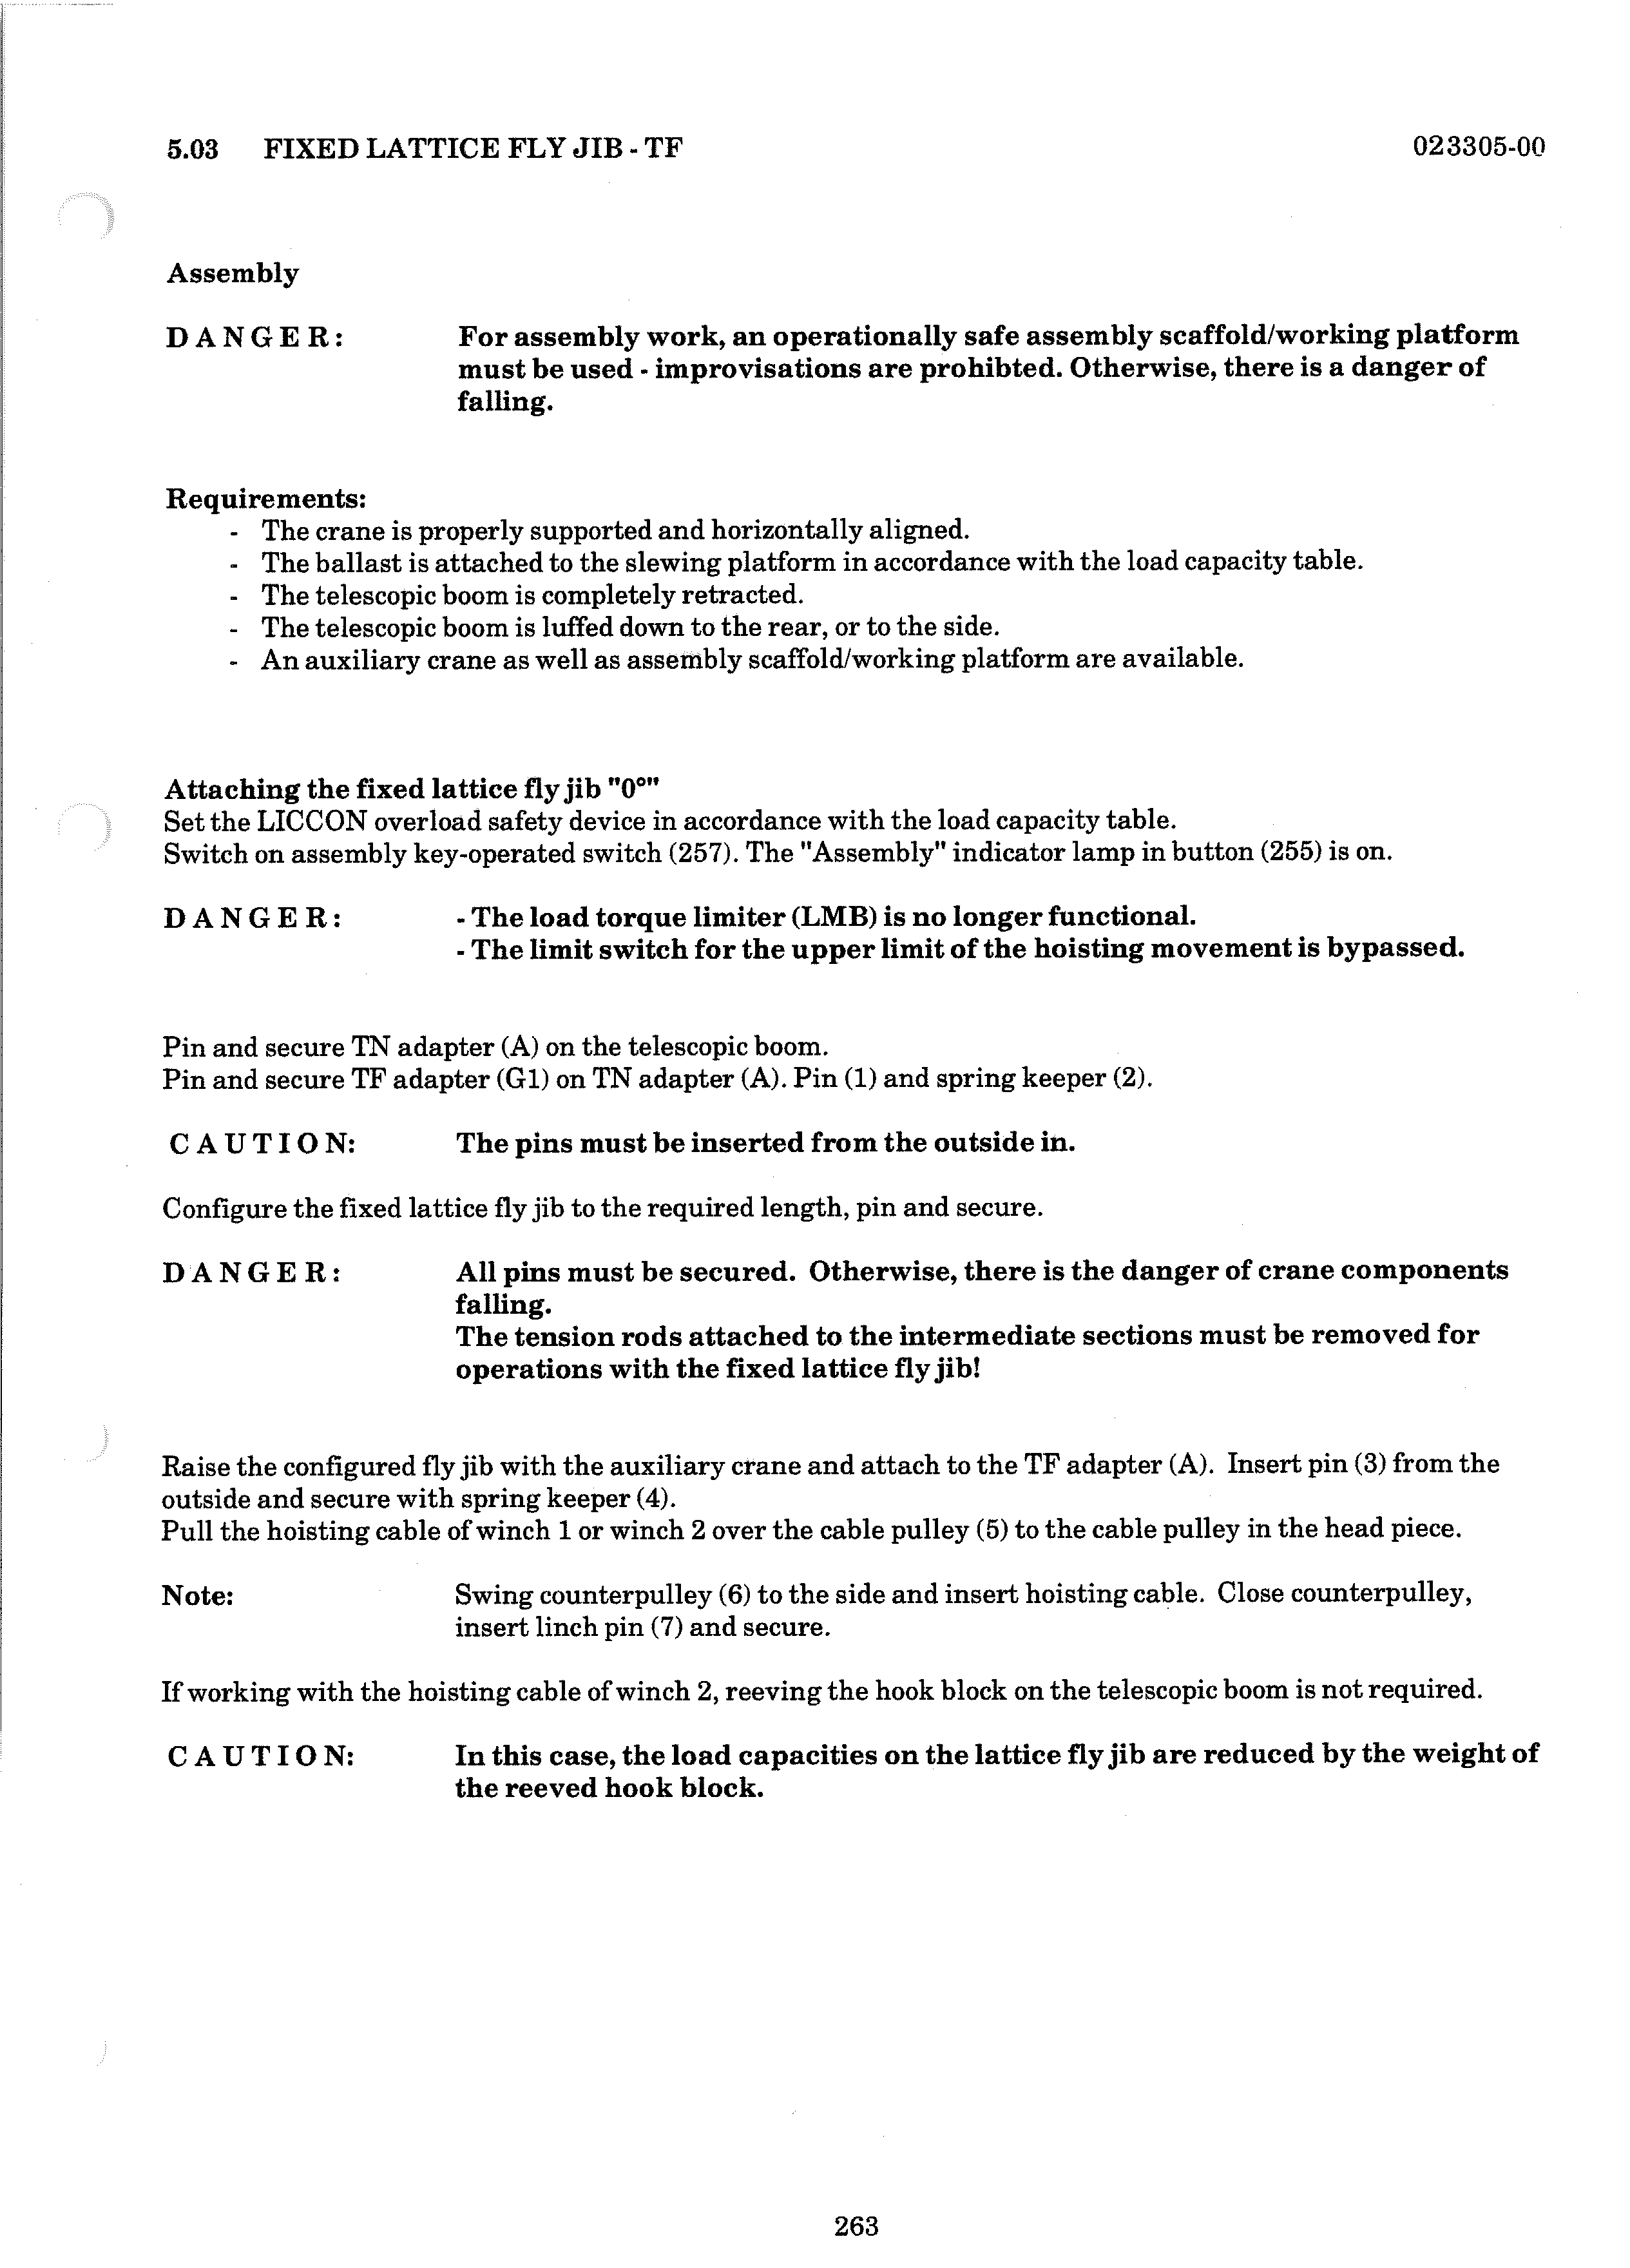 5.03 FIXED LATTICE FLY JIB - TF 023305-00
Assembly
D A N G E R : For assembly work, an operationally safe assembly scaffold/working platform
must be used - improvisations are prohibted. Otherwise, there is a danger of
falling.
Requirements:
- The crane is properly supported and horizontally aligned.
- The ballast is attached to the slewing platform in accordance with the load capacity table.
- The telescopic boom is completely retracted.
- The telescopic boom is luffed down to the rear, or to the side.
- An auxiliary crane as well as assembly scaffold/working platform are available.
Attaching the fixed lattice fly jib "0°"
Set the LICCON overload safety device in accordance with the load capacity table.
Switch on assembly key-operated switch (257). The "Assembly" indicator lamp in button (255) is on.
D A N G E R : - The load torque limiter (LMB) is no longer functional.
- The limit switch for the upper limit of the hoisting movement is bypassed.
Pin and secure TN adapter (A) on the telescopic boom.
Pin and secure TF adapter (G1) on TN adapter (A). Pin (1) and spring keeper (2).
C A U T I O N: The pins must be inserted from the outside in.
Configure the fixed lattice fly jib to the required length, pin and secure.
D A N G E R : All pins must be secured. Otherwise, there is the danger of crane components
falling.
The tension rods attached to the intermediate sections must be removed for
operations with the fixed lattice fly jib!
Raise the configured fly jib with the auxiliary crane and attach to the TF adapter (A). Insert pin (3) from the
outside and secure with spring keeper (4).
Pull the hoisting cable of winch 1 or winch 2 over the cable pulley (5) to the cable pulley in the head piece.
Note: Swing counterpulley (6) to the side and insert hoisting cable. Close counterpulley,
insert linch pin (7) and secure.
If working with the hoisting cable of winch 2, reeving the hook block on the telescopic boom is not required.
C A U T I O N: In this case, the load capacities on the lattice fly jib are reduced by the weight of
the reeved hook block.
263